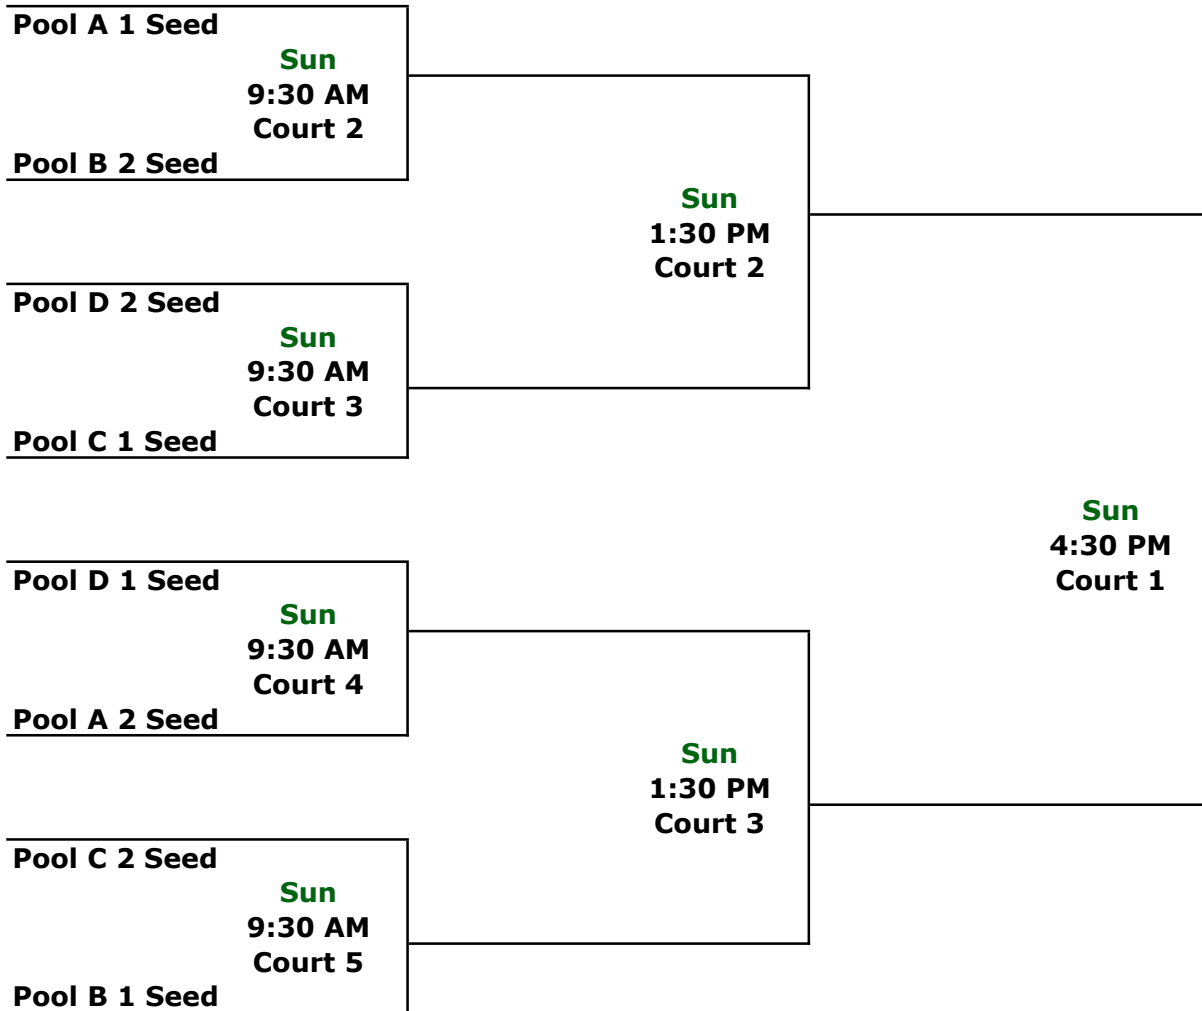 Pool A 1 Seed
Sun
9:30 AM
Court 2
Pool B 2 Seed
Sun
1:30 PM
Court 2
Pool D 2 Seed
Sun
9:30 AM
Court 3
Pool C 1 Seed
Sun
4:30 PM
Court 1
Pool D 1 Seed
Sun
9:30 AM
Court 4
Pool A 2 Seed
Sun
1:30 PM
Court 3
Pool C 2 Seed
Sun
9:30 AM
Court 5
Pool B 1 Seed